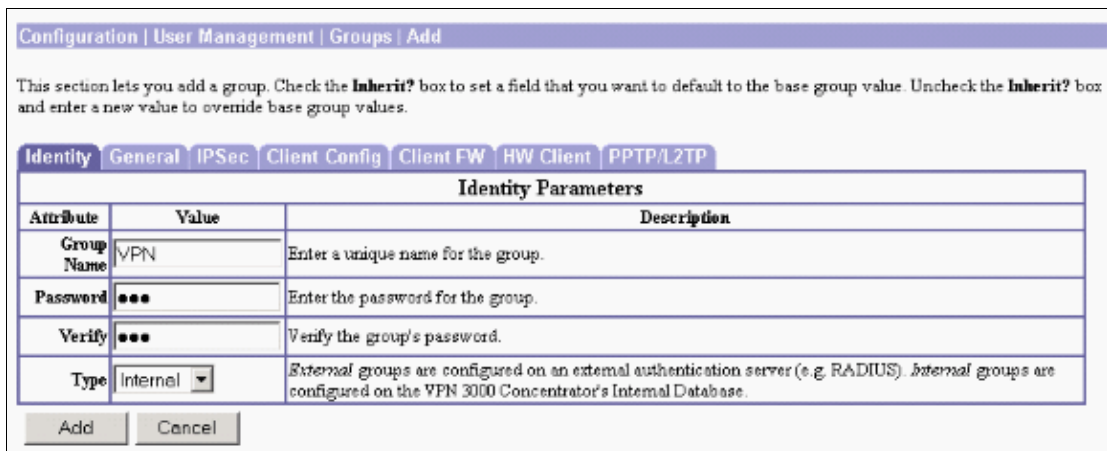 Configuration | User Management | Groups | Add
This section lets you add a group. Check the Inherit? box to set a field that you want to default to the base group value. Uncheck the Inherit? box
and enter a new value to override base group values.
Identity General IPSec Client Config Client FW HW Client PPTP/L2TP
Identity Parameters
Attribute Value Description
Group
Name VPN Enter a unique name for the group.
Password ●●● Enter the password for the group.
Verify ●●● Verify the group's password.
Type Internal External groups are configured on an external authentication server (e.g. RADIUS). Internal groups are
configured on the VPN 3000 Concentrator's Internal Database.
Add Cancel